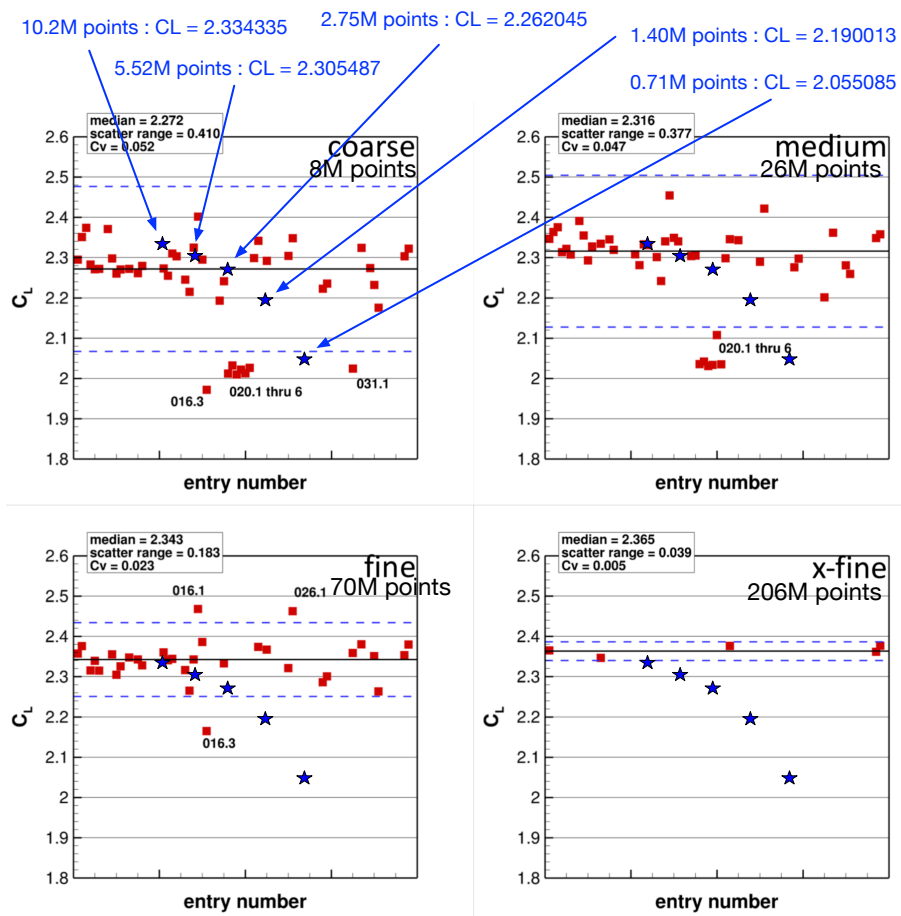 10.2M points : CL = 2.334335
2.75M points : CL = 2.262045
1.40M points : CL = 2.190013
5.52M points : CL = 2.305487
0.71M points : CL = 2.055085
median = 2.272
scatter range = 0.410
Cv = 0.052
coarse
8M points
2.6
2.5
2.4
2.3
2.2
2.1
2
1.9
1.8
CL
016.3
020.1 thru 6
031.1
entry number
median = 2.316
scatter range = 0.377
Cv = 0.047
medium
26M points
2.6
2.5
2.4
2.3
2.2
2.1
2
1.9
1.8
CL
020.1 thru 6
entry number
median = 2.343
scatter range = 0.183
Cv = 0.023
fine
70M points
2.6
2.5
2.4
2.3
2.2
2.1
2
1.9
1.8
CL
016.1
026.1
016.3
entry number
median = 2.365
scatter range = 0.039
Cv = 0.005
x-fine
206M points
2.6
2.5
2.4
2.3
2.2
2.1
2
1.9
1.8
CL
entry number